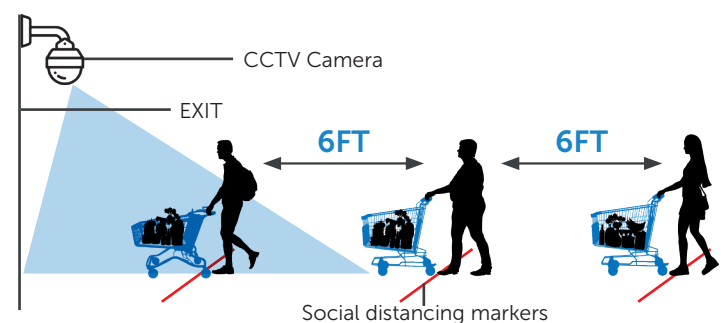 CCTV Camera
EXIT
6FT
6FT
Social distancing markers